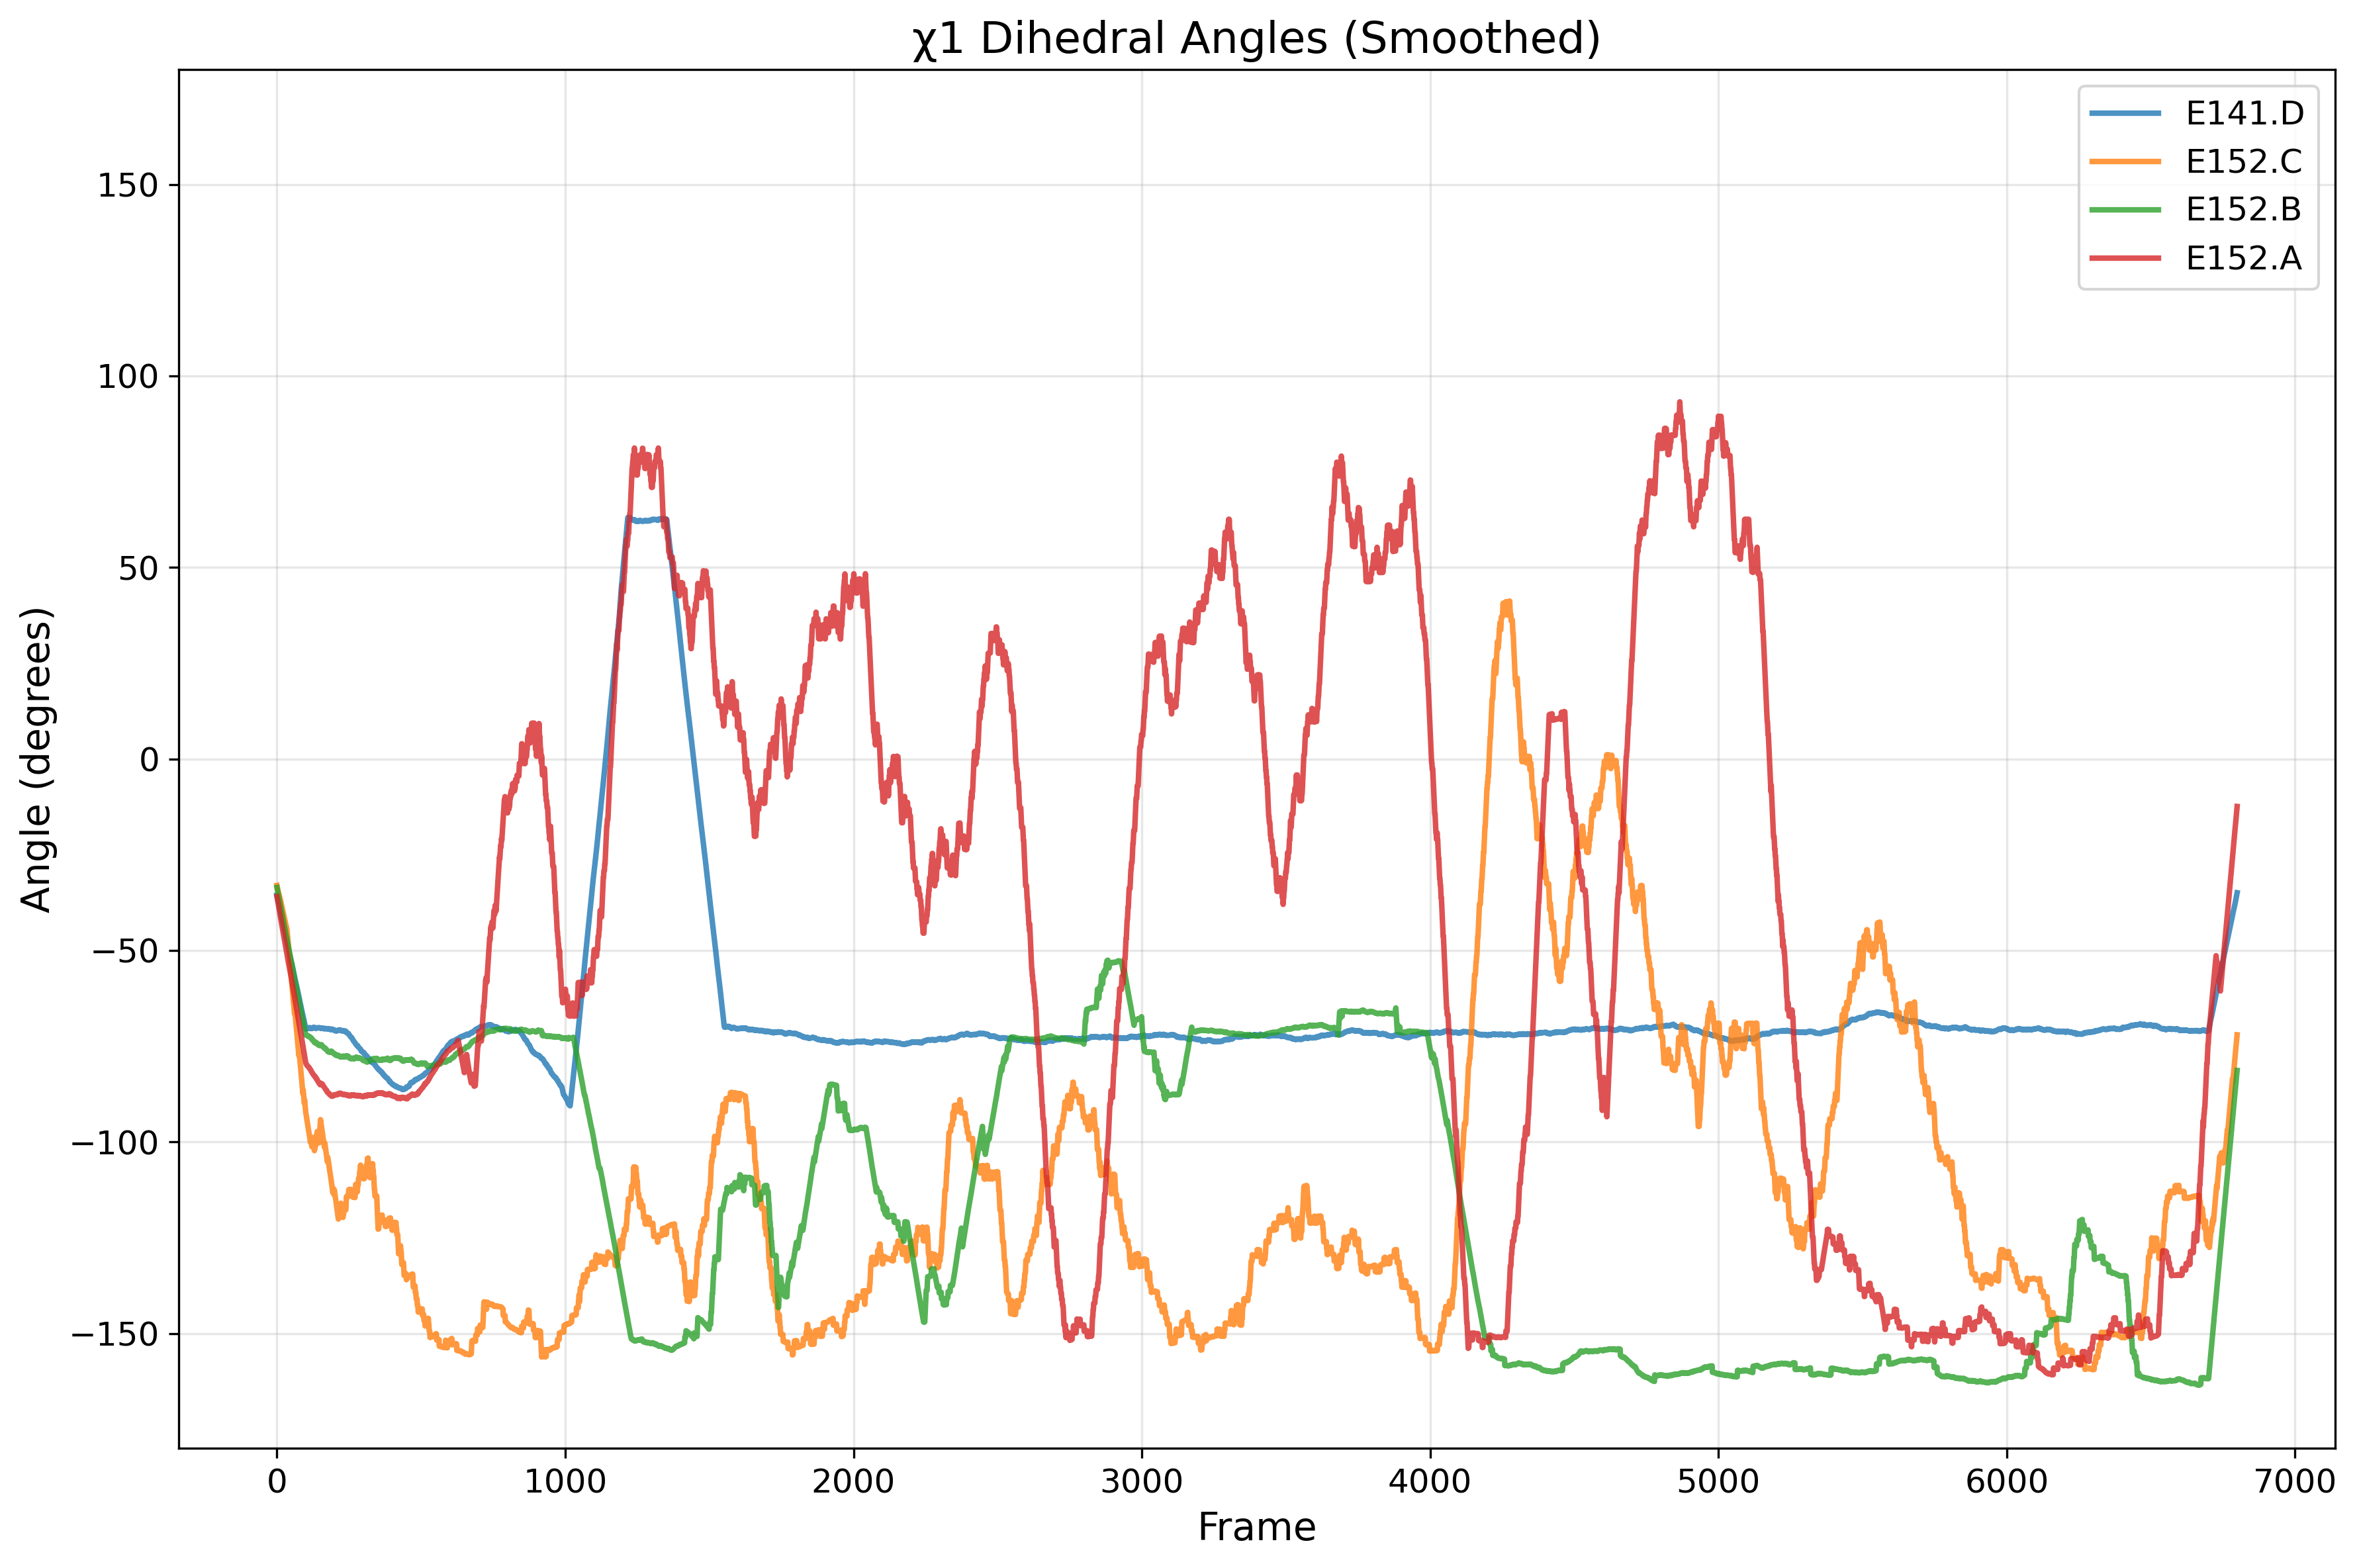 χ1 Dihedral Angles (Smoothed)
E141.D
E152.C
E152.B
E152.A
150
100
50
0
−50
−100
−150
Angle (degrees)
0 1000 2000 3000 4000 5000 6000 7000
Frame